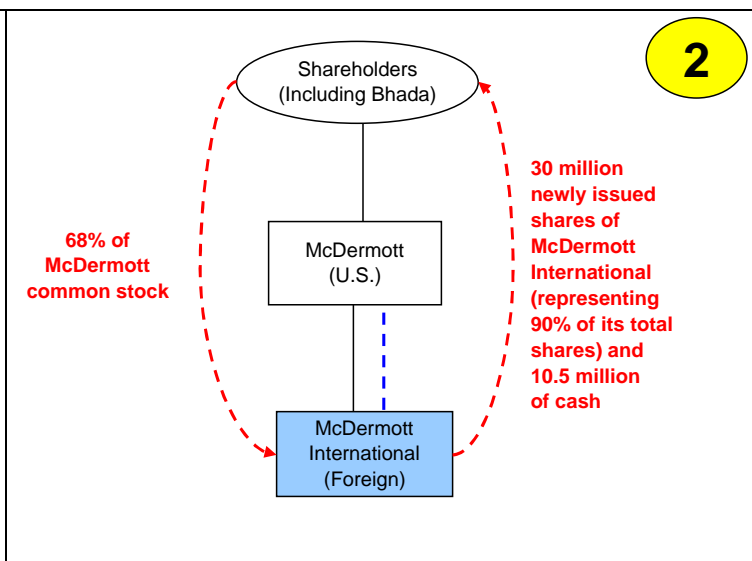 2
Shareholders
(Including Bhada)
68% of
McDermott
common stock
McDermott
(U.S.)
30 million
newly issued
shares of
McDermott
International
(representing
90% of its total
shares) and
10.5 million
of cash
McDermott
International
(Foreign)